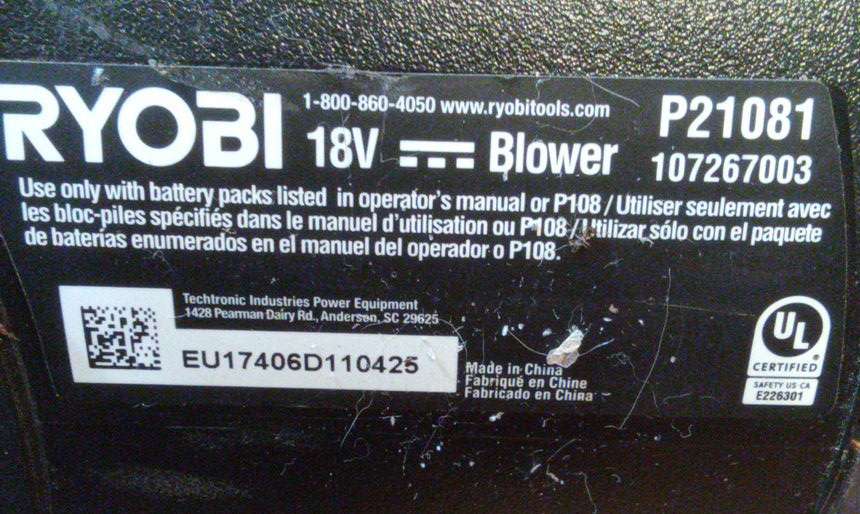 RYOBI 1-800-860-4050 www.ryobitools.com P21081
18V Blower 107267003
Use only with battery packs listed in operator's manual or P108 / Utiliser seulement avec
les bloc-piles spécifiés dans le manuel d'utilisation ou P108 / Utilizar sólo con el paquete
de baterías enumerados en el manuel del operador o P108.
Techtronic Industries Power Equipment
1428 Pearman Dairy Rd., Anderson, SC 29625
EU17406D110425
Made in China
Fabriqué en Chine
Fabricado en China
UL
CERTIFIED
SAFETY US CA
E226301